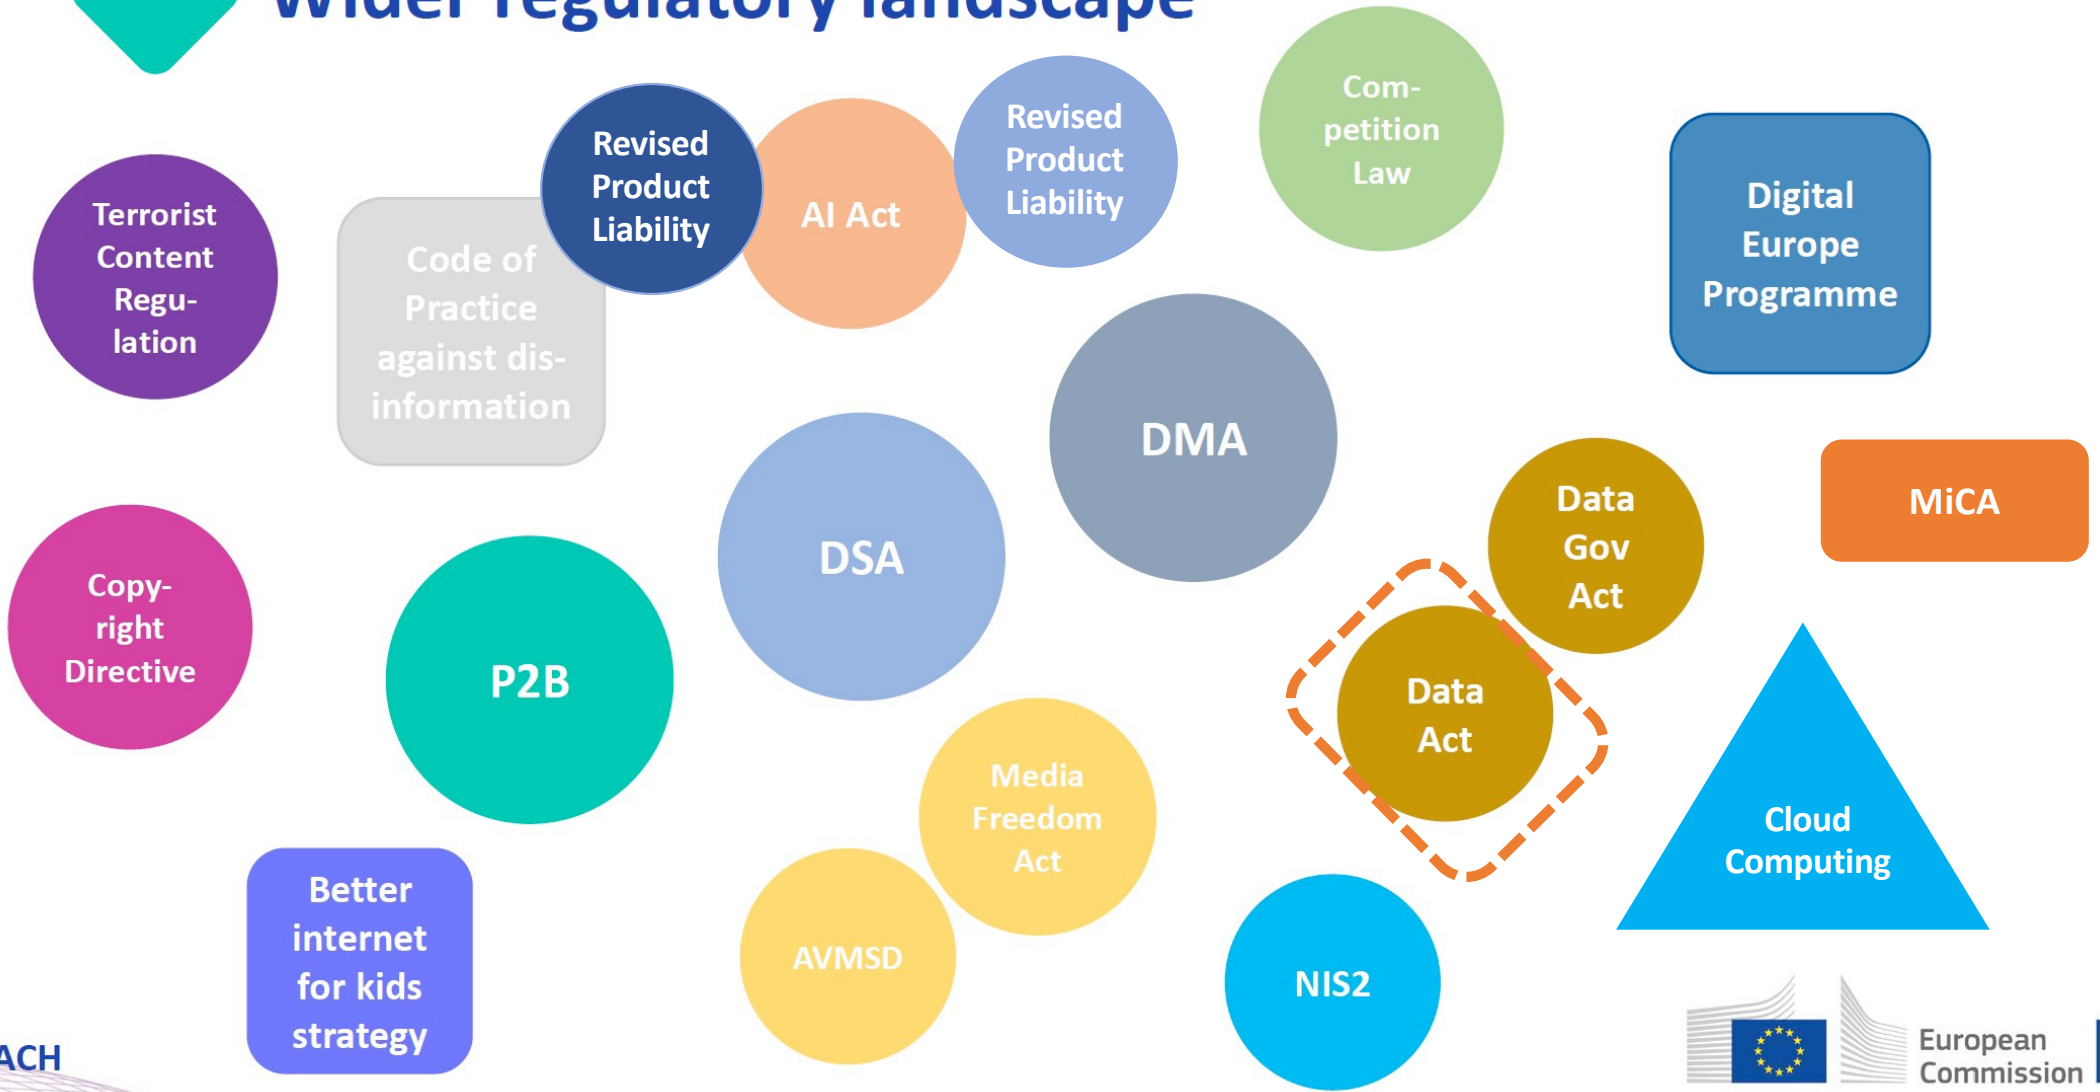 Wider regulatory landscape
Revised
Product
Liability
AI Act
Revised
Product
Liability
Com-
petition
Law
Digital
Europe
Programme
Terrorist
Content
Regu-
lation
Code of
Practice
against dis-
information
DMA
DSA
Data
Gov
Act
MiCA
Copy-
right
Directive
P2B
Data
Act
Media
Freedom
Act
Cloud
Computing
Better
internet
for kids
strategy
AVMSD
NIS2
ACH
European
Commission